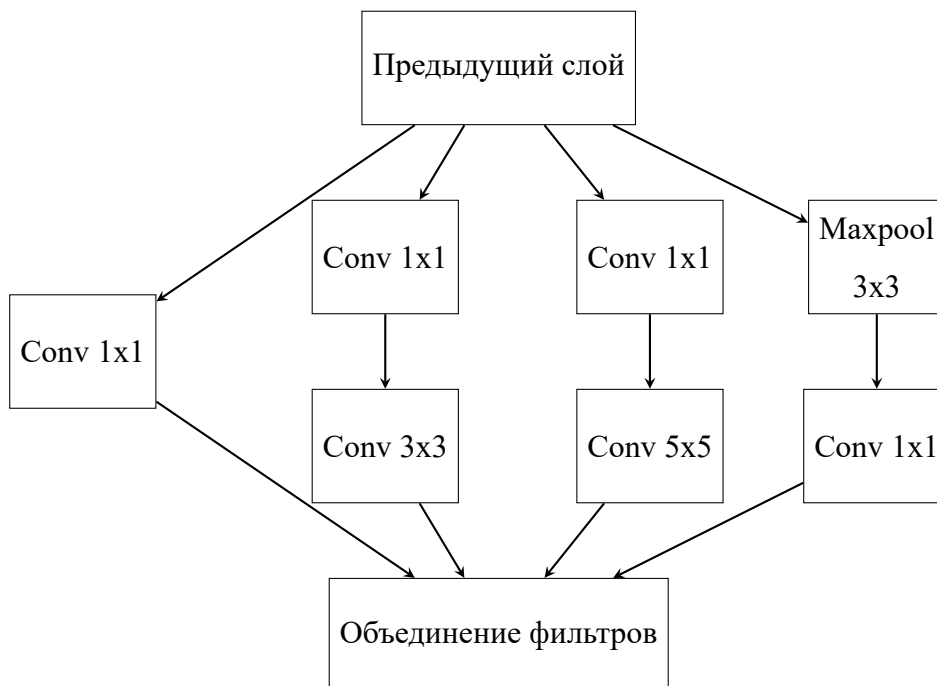 Предыдущий слой
Conv 1x1
Conv 1x1
Maxpool
3x3
Conv 1x1
Conv 3x3
Conv 5x5
Conv 1x1
Объединение фильтров